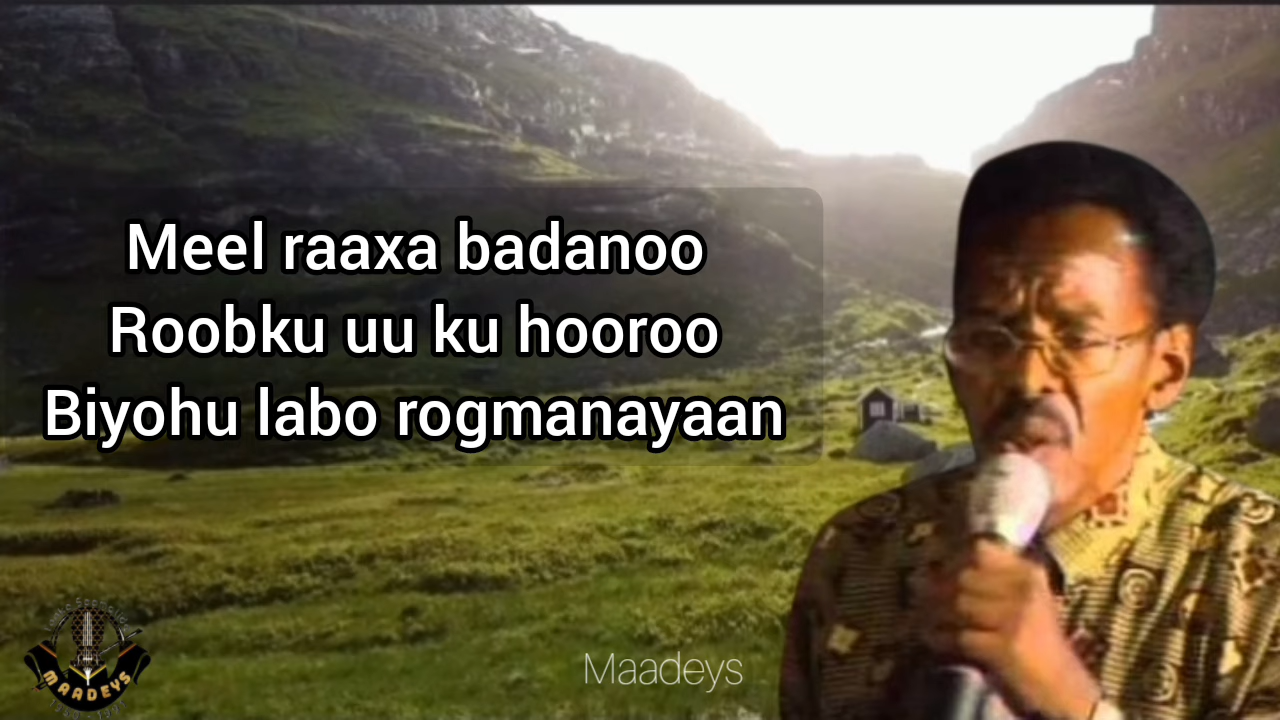 Meel raaxa badanoo
Roobku uu ku hooroo
Biyohu labo rogmanayaan
Maadeys
MAADEYS